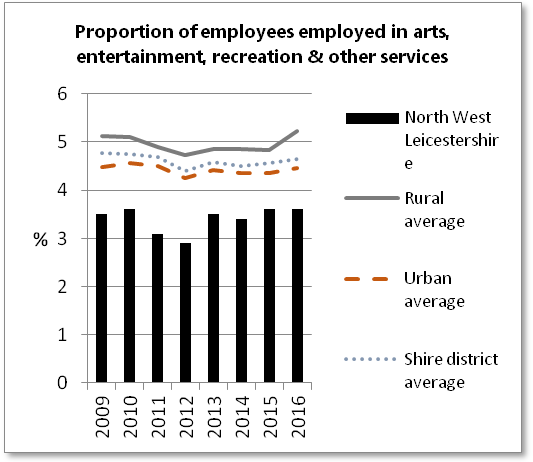 Proportion of employees employed in arts,
entertainment, recreation & other services
6
5
4
3
2
1
0
%
2009
2010
2011
2012
2013
2014
2015
2016
North West
Leicestershir
e
Rural
average
Urban
average
Shire district
average